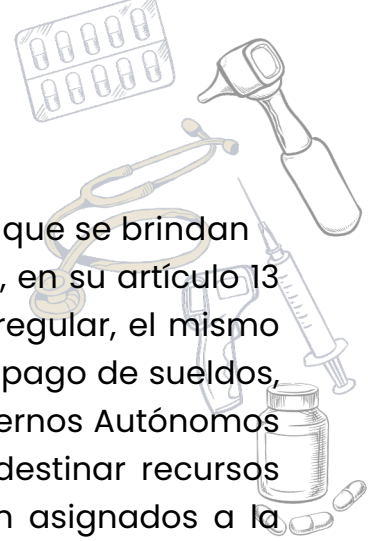 que se brindan
, en su artículo 13
regular, el mismo
pago de sueldos,
ernos Autónomos
destinar recursos
n asignados a la